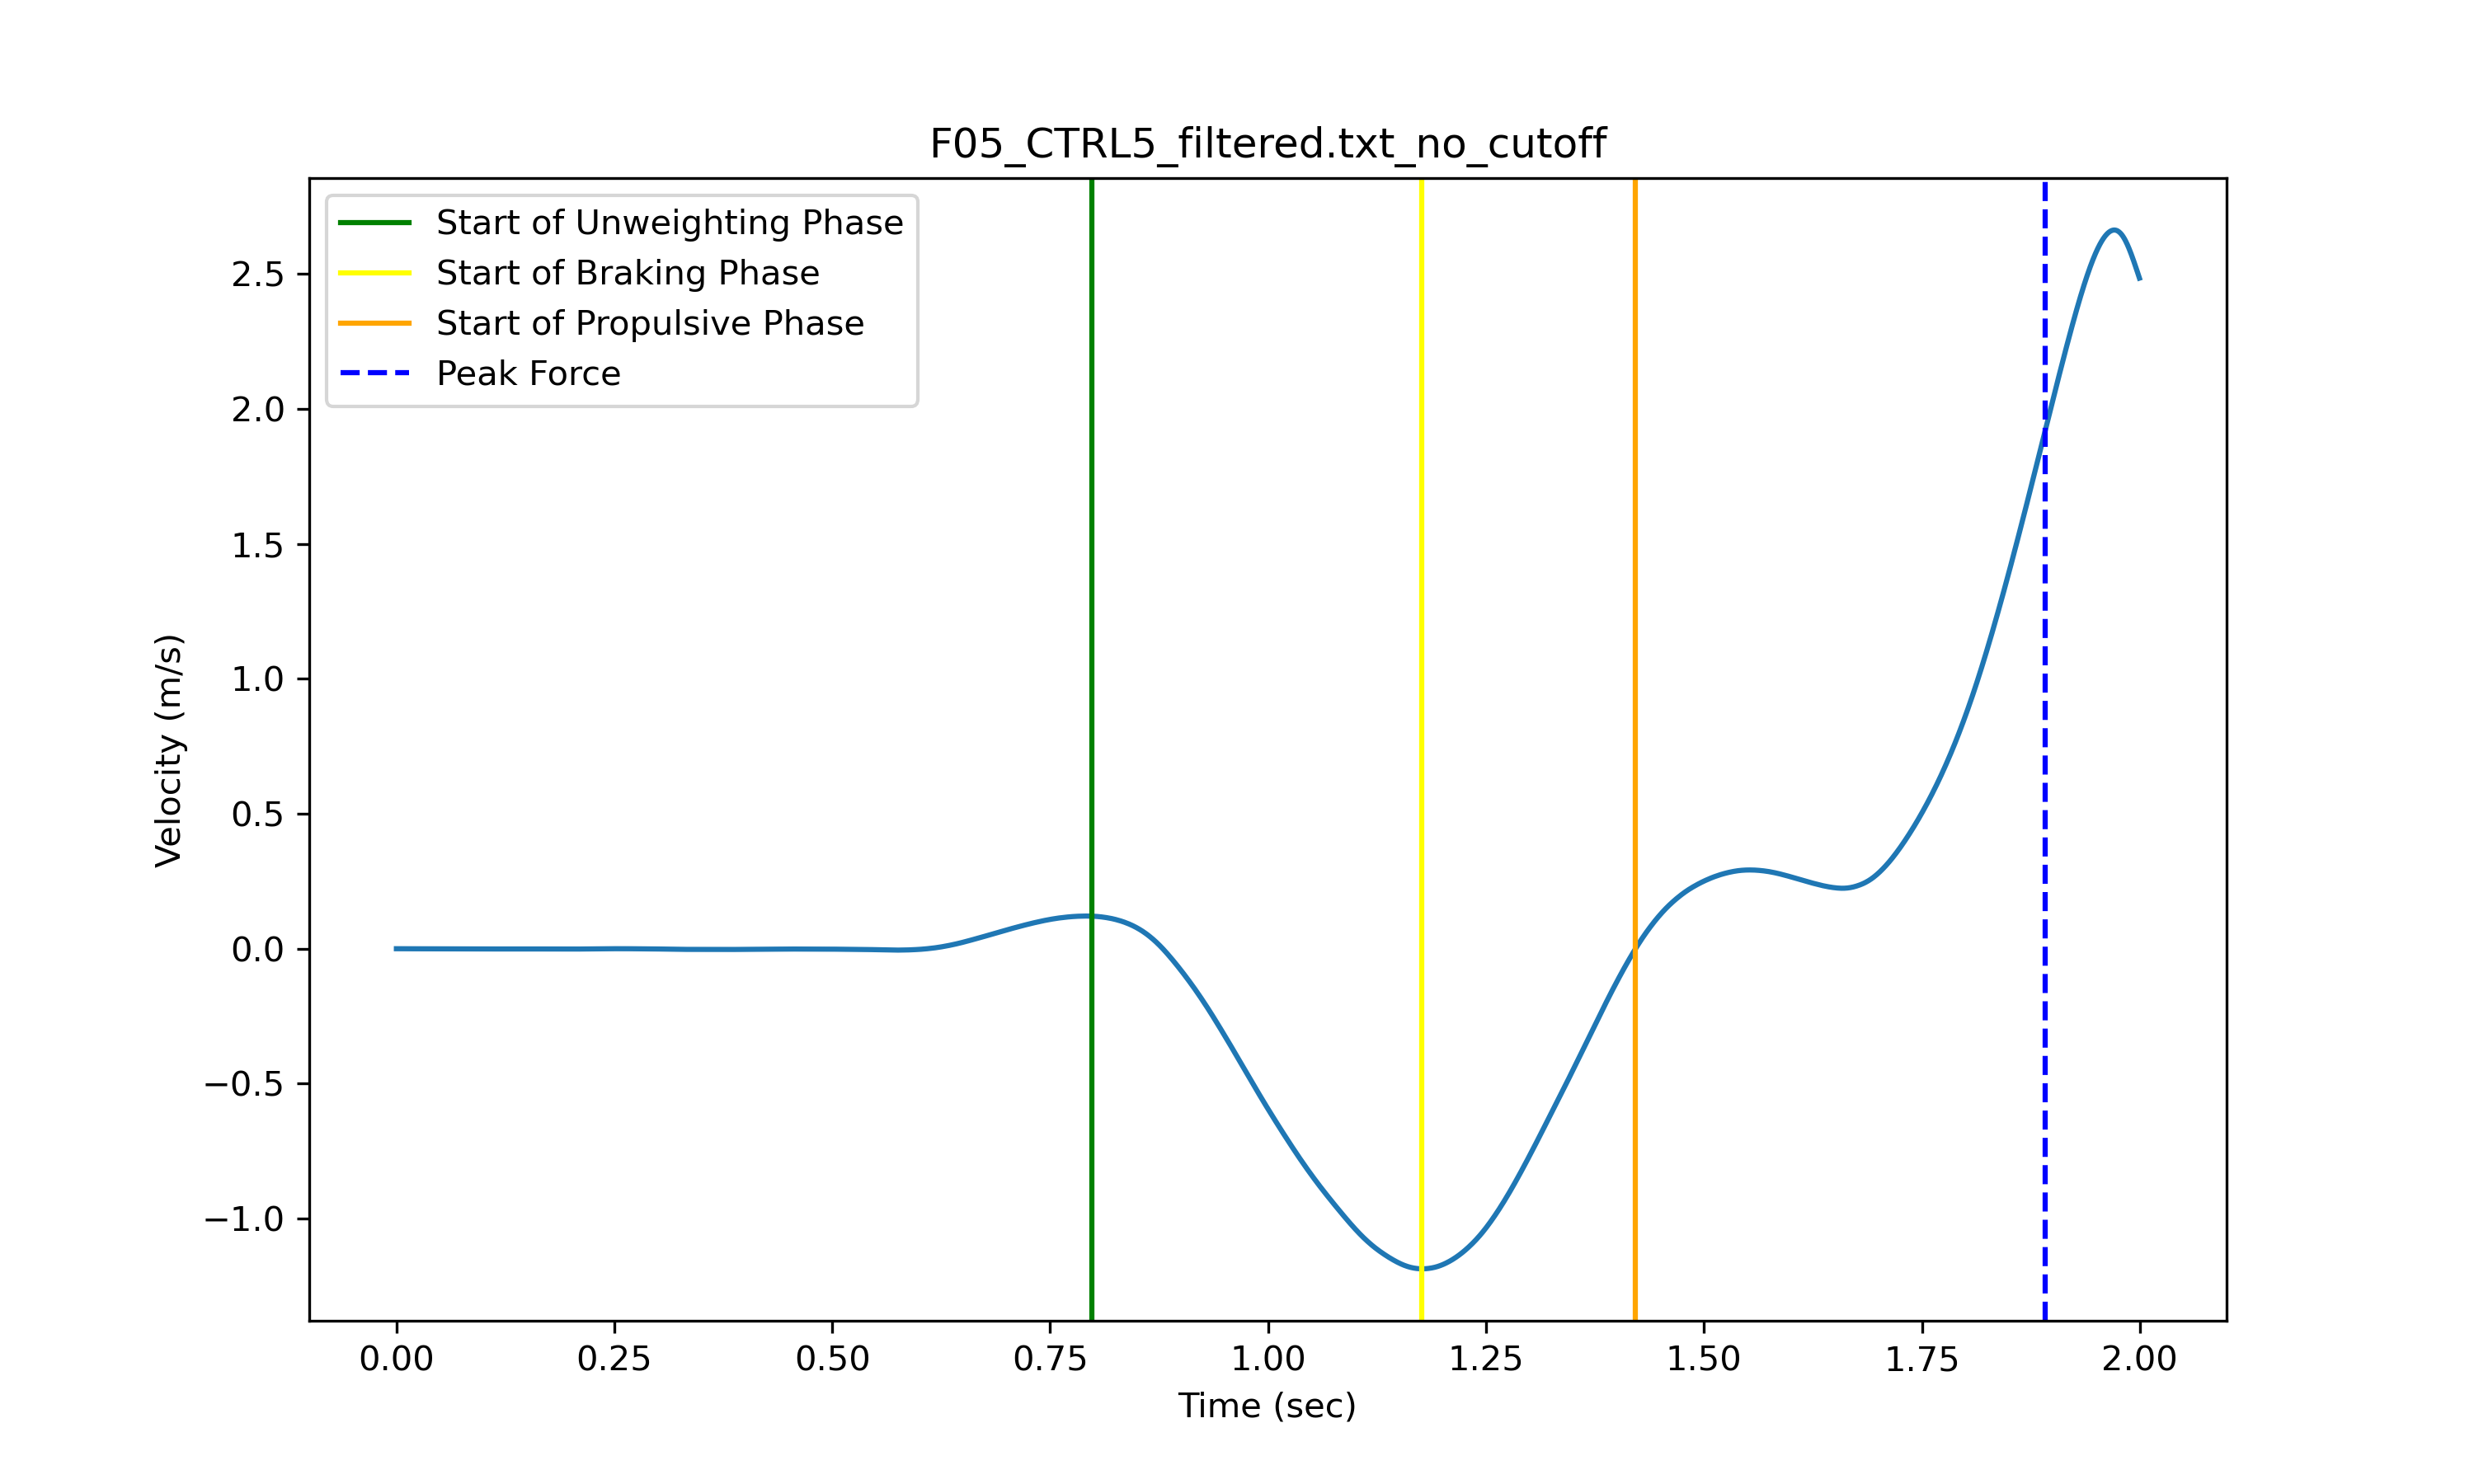 F05_CTRL5_filtered.txt_no_cutoff
Start of Unweighting Phase
Start of Braking Phase
Start of Propulsive Phase
Peak Force
2.5
2.0
1.5
1.0
0.5
0.0
−0.5
−1.0
Velocity (m/s)
0.00 0.25 0.50 0.75 1.00 1.25 1.50 1.75 2.00
Time (sec)